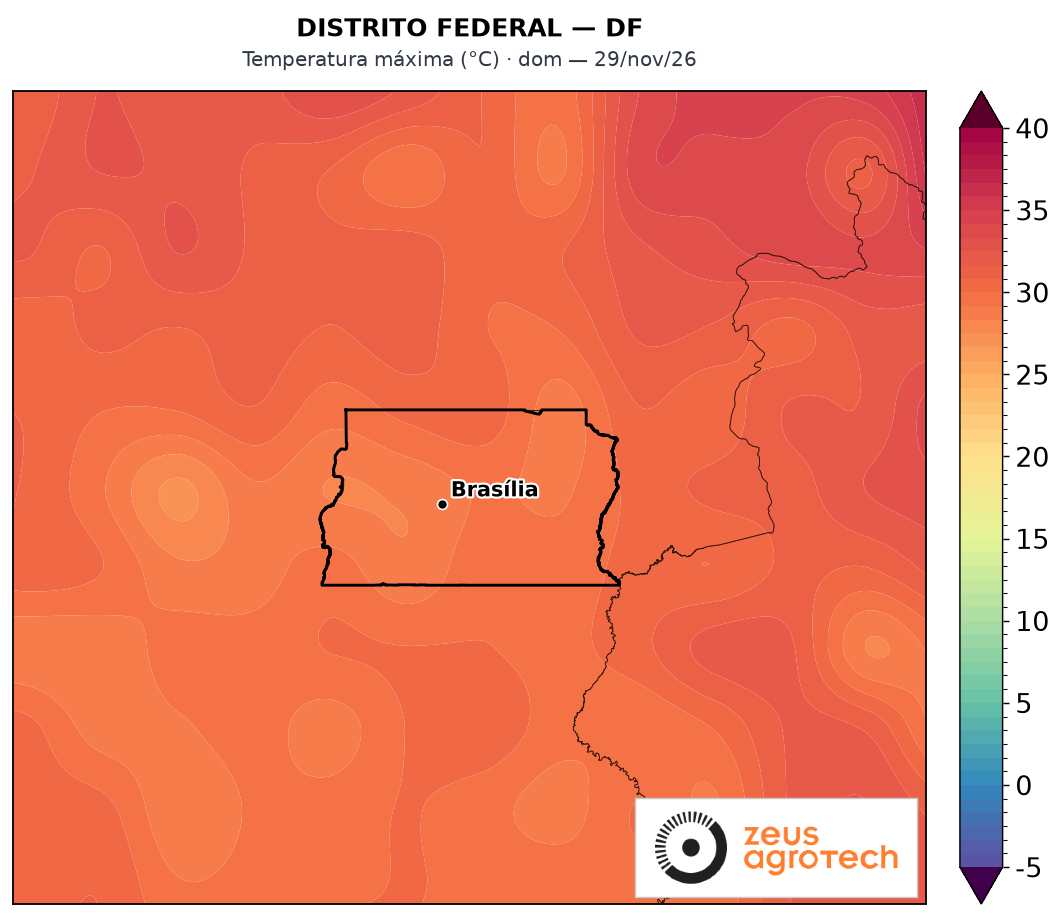 DISTRITO FEDERAL — DF
Temperatura máxima (°C) · dom — 29/nov/26
40
35
30
25
20
15
10
5
0
-5
Brasília
zeus
agrotech